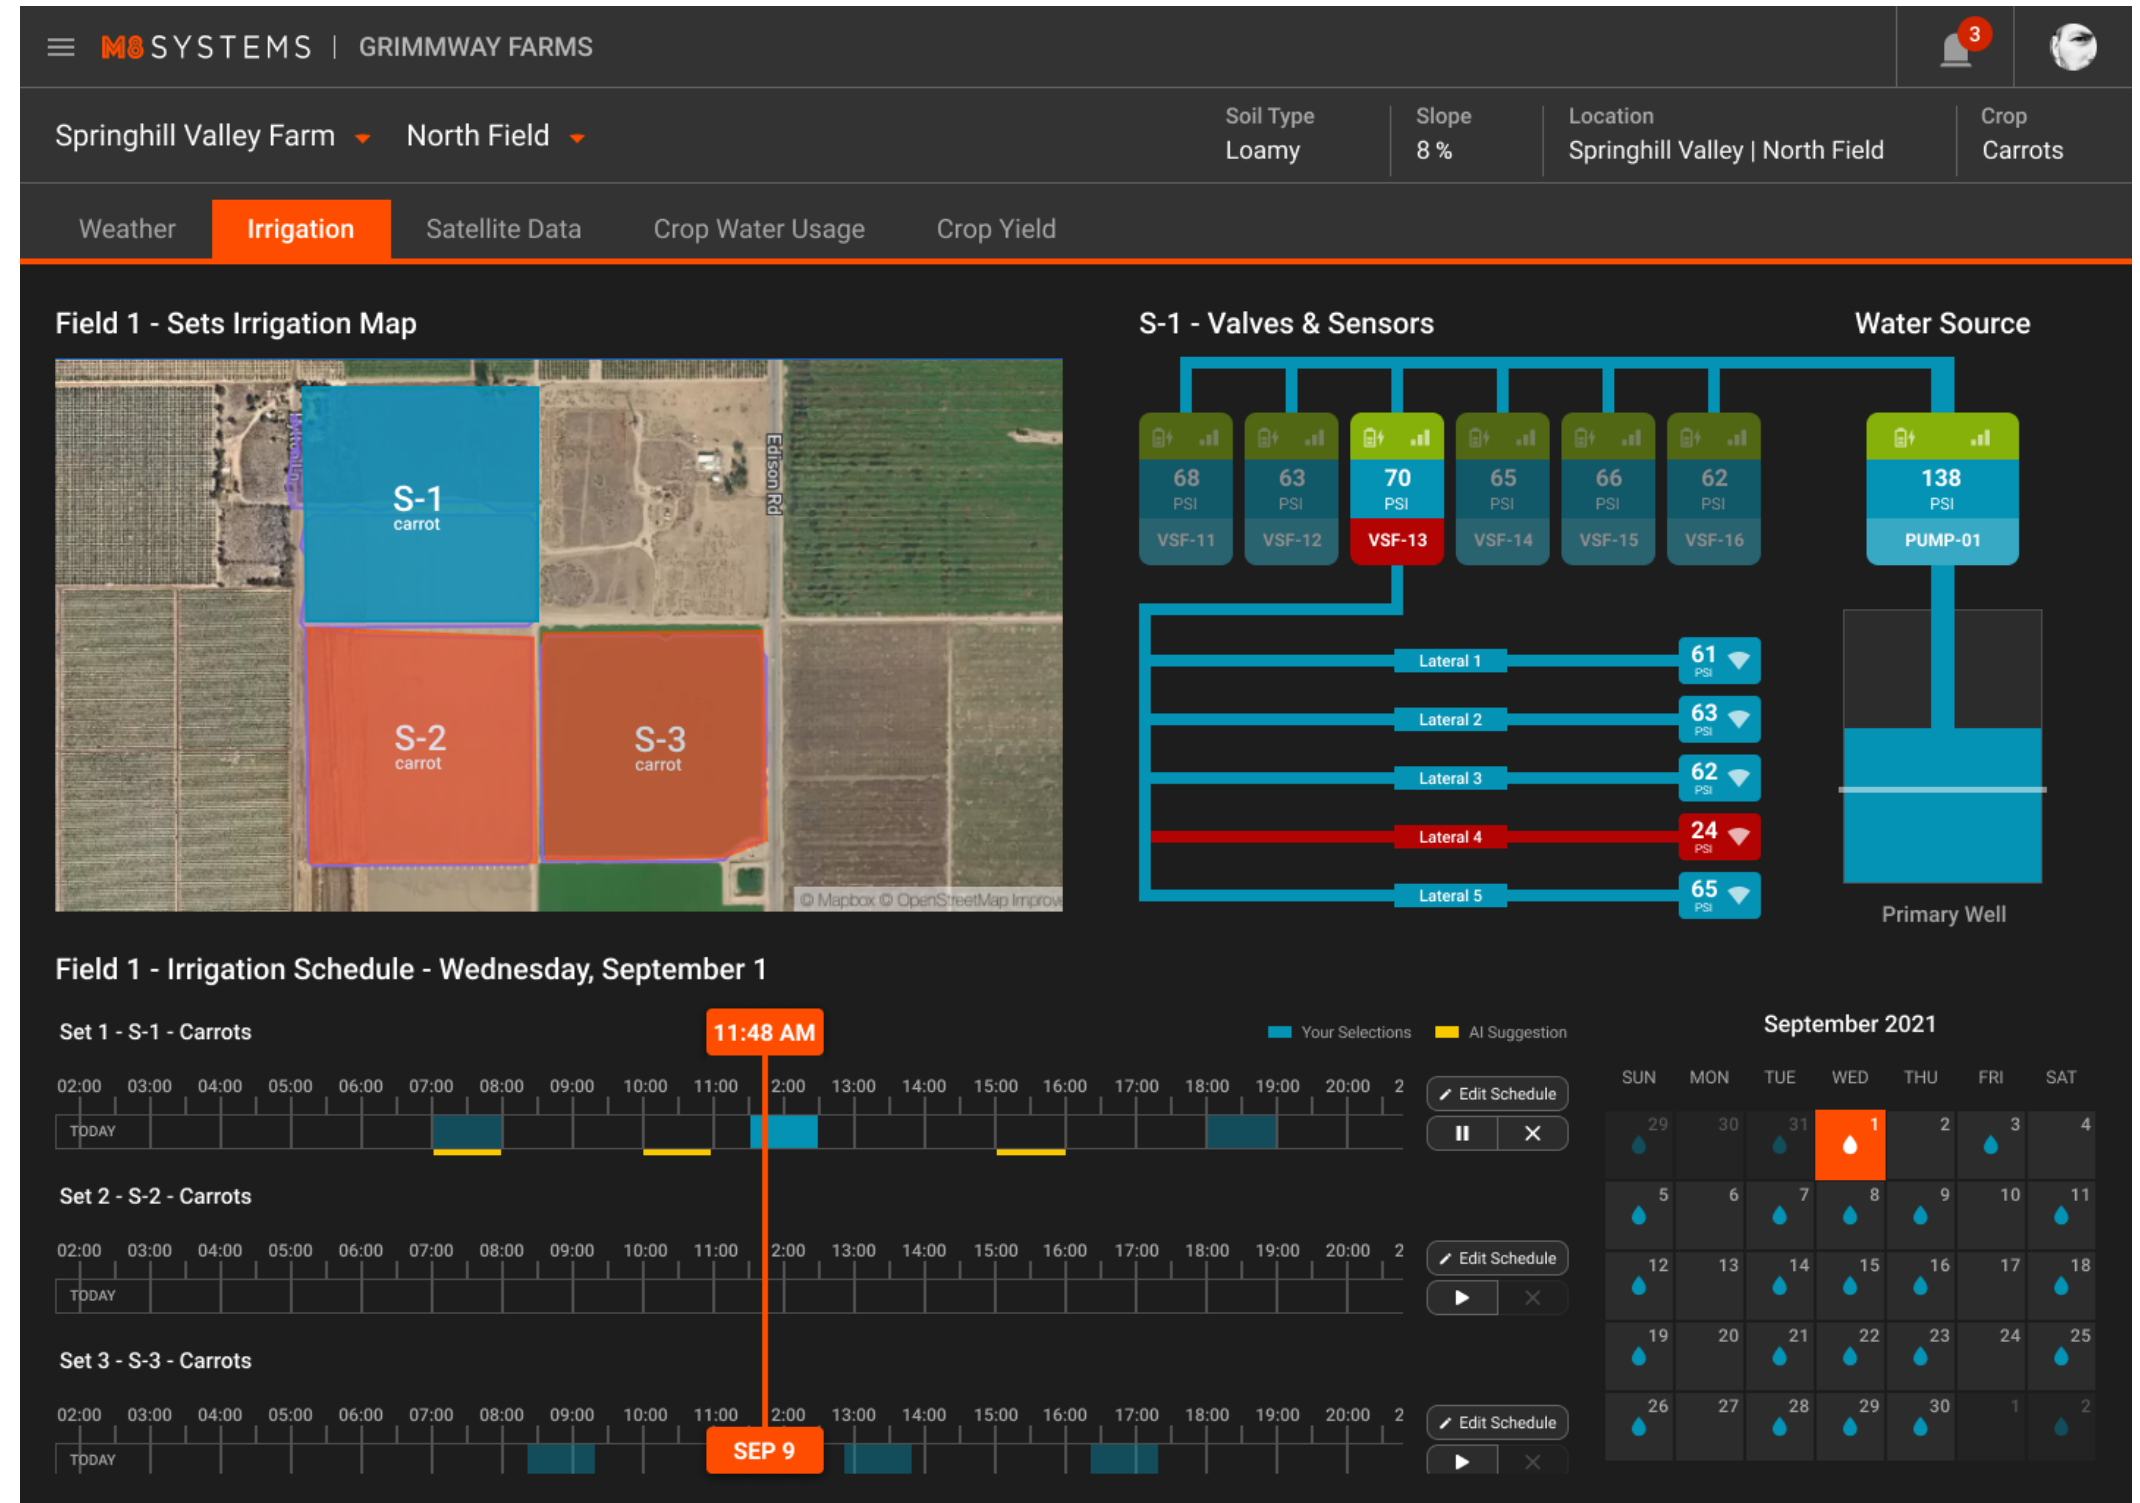 M8SYSTEMS | GRIMMWAY FARMS
3
Springhill Valley Farm
North Field
Soil Type
Loamy
Slope
8 %
Location
Springhill Valley | North Field
Crop
Carrots
Weather
Irrigation
Satellite Data
Crop Water Usage
Crop Yield
Field 1 - Sets Irrigation Map
S-1
carrot
S-2
carrot
S-3
carrot
Edison Rd
© Mapbox © OpenStreetMap Improve
S-1 - Valves & Sensors
Water Source
68
PSI
VSF-11
63
PSI
VSF-12
70
PSI
VSF-13
65
PSI
VSF-14
66
PSI
VSF-15
62
PSI
VSF-16
138
PSI
PUMP-01
Lateral 1
61
PSI
Lateral 2
63
PSI
Lateral 3
62
PSI
Lateral 4
24
PSI
Lateral 5
65
PSI
Primary Well
Field 1 - Irrigation Schedule - Wednesday, September 1
Set 1 - S-1 - Carrots
11:48 AM
Your Selections
AI Suggestion
02:00 03:00 04:00 05:00 06:00 07:00 08:00 09:00 10:00 11:00 2:00 13:00 14:00 15:00 16:00 17:00 18:00 19:00 20:00 2
TODAY
Edit Schedule
Set 2 - S-2 - Carrots
02:00 03:00 04:00 05:00 06:00 07:00 08:00 09:00 10:00 11:00 2:00 13:00 14:00 15:00 16:00 17:00 18:00 19:00 20:00 2
TODAY
Edit Schedule
Set 3 - S-3 - Carrots
02:00 03:00 04:00 05:00 06:00 07:00 08:00 09:00 10:00 11:00 2:00 13:00 14:00 15:00 16:00 17:00 18:00 19:00 20:00 2
TODAY
SEP 9
Edit Schedule
September 2021
SUN MON TUE WED THU FRI SAT
29 30 31 1 2 3 4
5 6 7 8 9 10 11
12 13 14 15 16 17 18
19 20 21 22 23 24 25
26 27 28 29 30 1 2